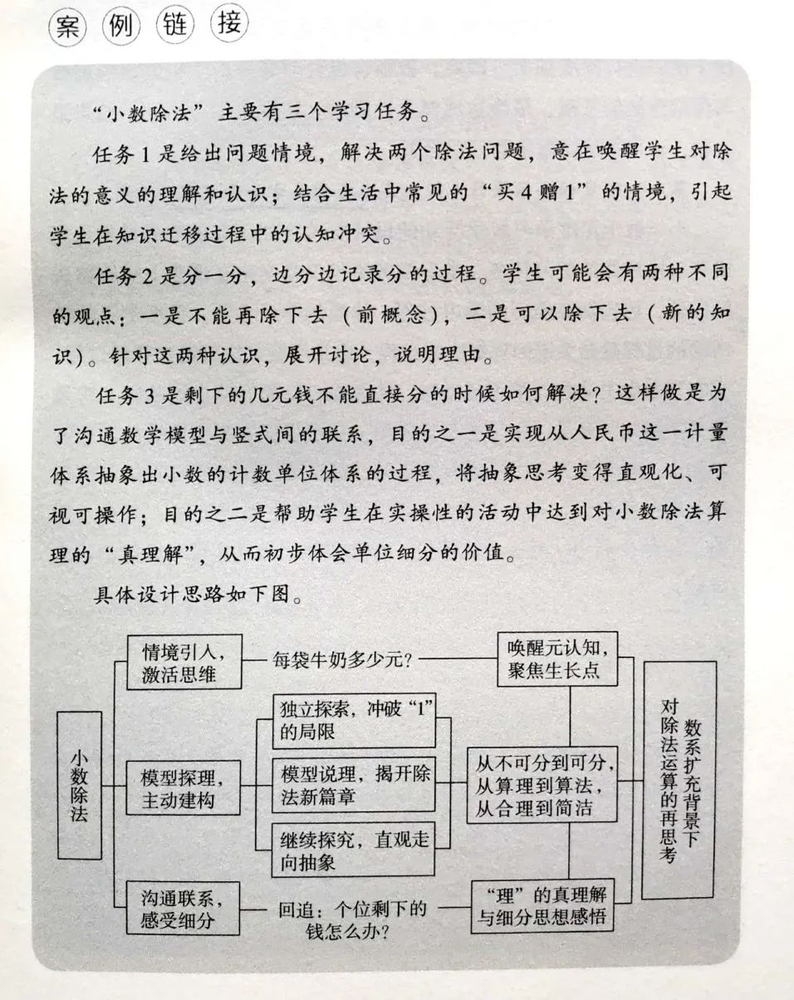 案例链接
“小数除法”主要有三个学习任务。
任务1是给出问题情境，解决两个除法问题，意在唤醒学生对除
法的意义的理解和认识；结合生活中常见的“买4赠1”的情境，引起
学生在知识迁移过程中的认知冲突。
任务2是分一分，边分边记录分的过程。学生可能会有两种不同
的观点：一是不能再除下去（前概念），二是可以除下去（新的知
识）。针对这两种认识，展开讨论，说明理由。
任务3是剩下的几元钱不能直接分的时候如何解决？这样做是为
了沟通数学模型与竖式间的联系，目的之一是实现从人民币这一计量
体系抽象出小数的计数单位体系的过程，将抽象思考变得直观化、可
视可操作；目的之二是帮助学生在实操性的活动中达到对小数除法算
理的“真理解”，从而初步体会单位细分的价值。
具体设计思路如下图。
小数除法
情境引入，
激活思维
每袋牛奶多少元？
唤醒元认知，
聚焦生长点
模型探理，
主动建构
独立探索，冲破“1”
的局限
模型说理，揭开除
法新篇章
继续探究，直观走
向抽象
从不可分到可分，
从算理到算法，
从合理到简洁
沟通联系，
感受细分
回追：个位剩下的
钱怎么办？
“理”的真理解
与细分思想感悟
数系扩充背景下
对除法运算的再思考